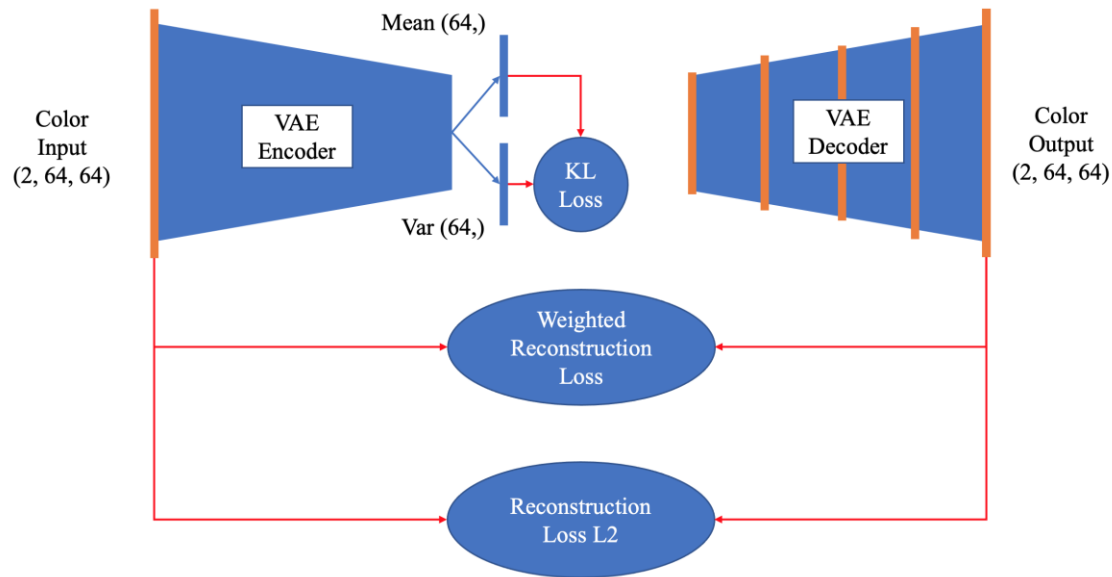 Mean (64,)
Color
Input
(2, 64, 64)
VAE
Encoder
KL
Loss
Var (64,)
VAE
Decoder
Color
Output
(2, 64, 64)
Weighted
Reconstruction
Loss
Reconstruction
Loss L2